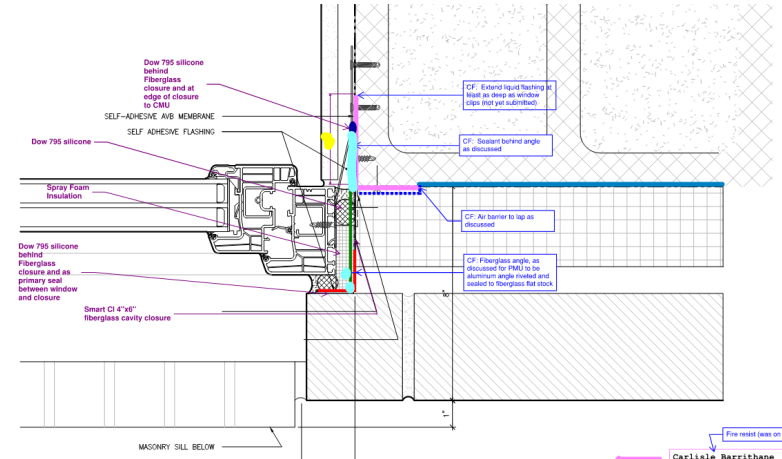 Dow 795 silicone
behind
Fiberglass
closure and at
edge of closure
to CMU
SELF-ADHESIVE AVB MEMBRANE
SELF ADHESIVE FLASHING
Dow 795 silicone
Spray Foam
Insulation
Dow 795 silicone
behind
Fiberglass
closure and as
primary seal
between window
and closure
Smart CI 4"x6"
fiberglass cavity closure
MASONRY SILL BELOW
CF: Extend liquid flashing at
least as deep as window
clips (not yet submitted)
CF: Sealant behind angle
as discussed
CF: Air barrier to lap as
discussed
CF: Fiberglass angle, as
discussed for PMU to be
aluminum angle riveted and
sealed to fiberglass flat stock
8"
1"
Fire resist (was on
Carlisle Barrithane